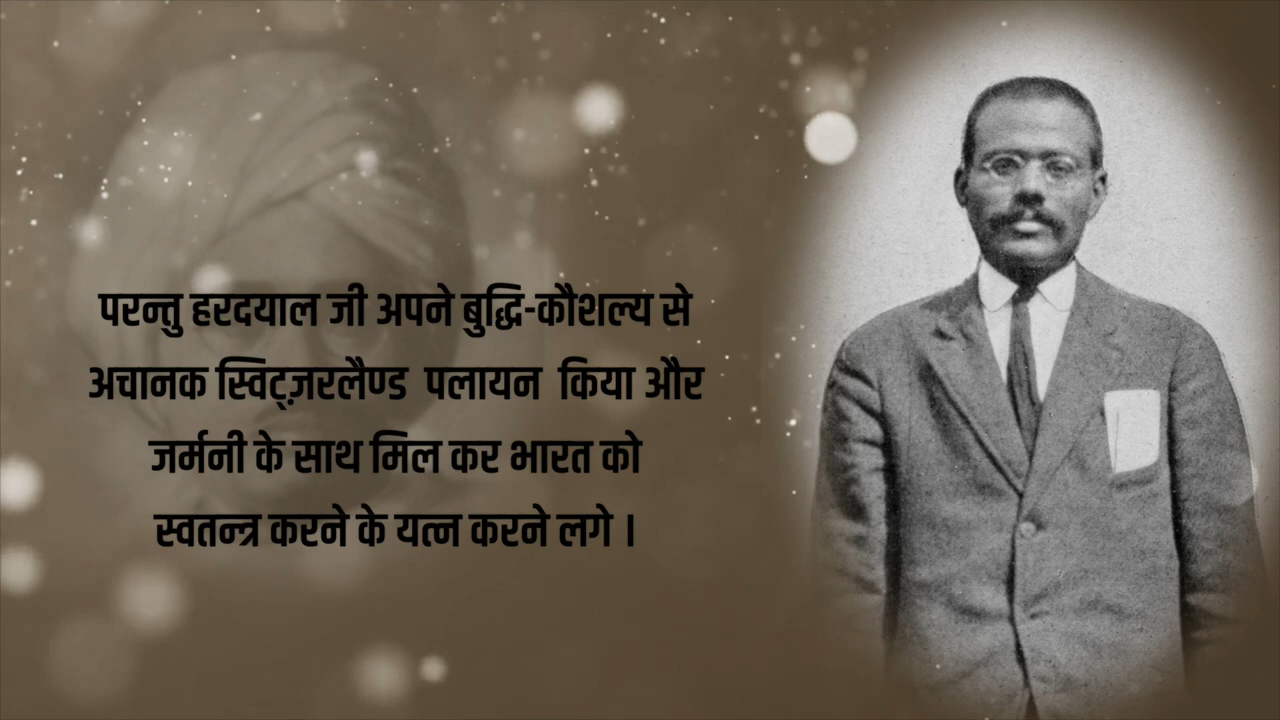 परन्तु हरदयाल जी अपने बुद्धि-कौशल्य से
अचानक स्विट्ज़रलैण्ड पलायन किया और
जर्मनी के साथ मिल कर भारत को
स्वतन्त्र करने के यत्न करने लगे ।